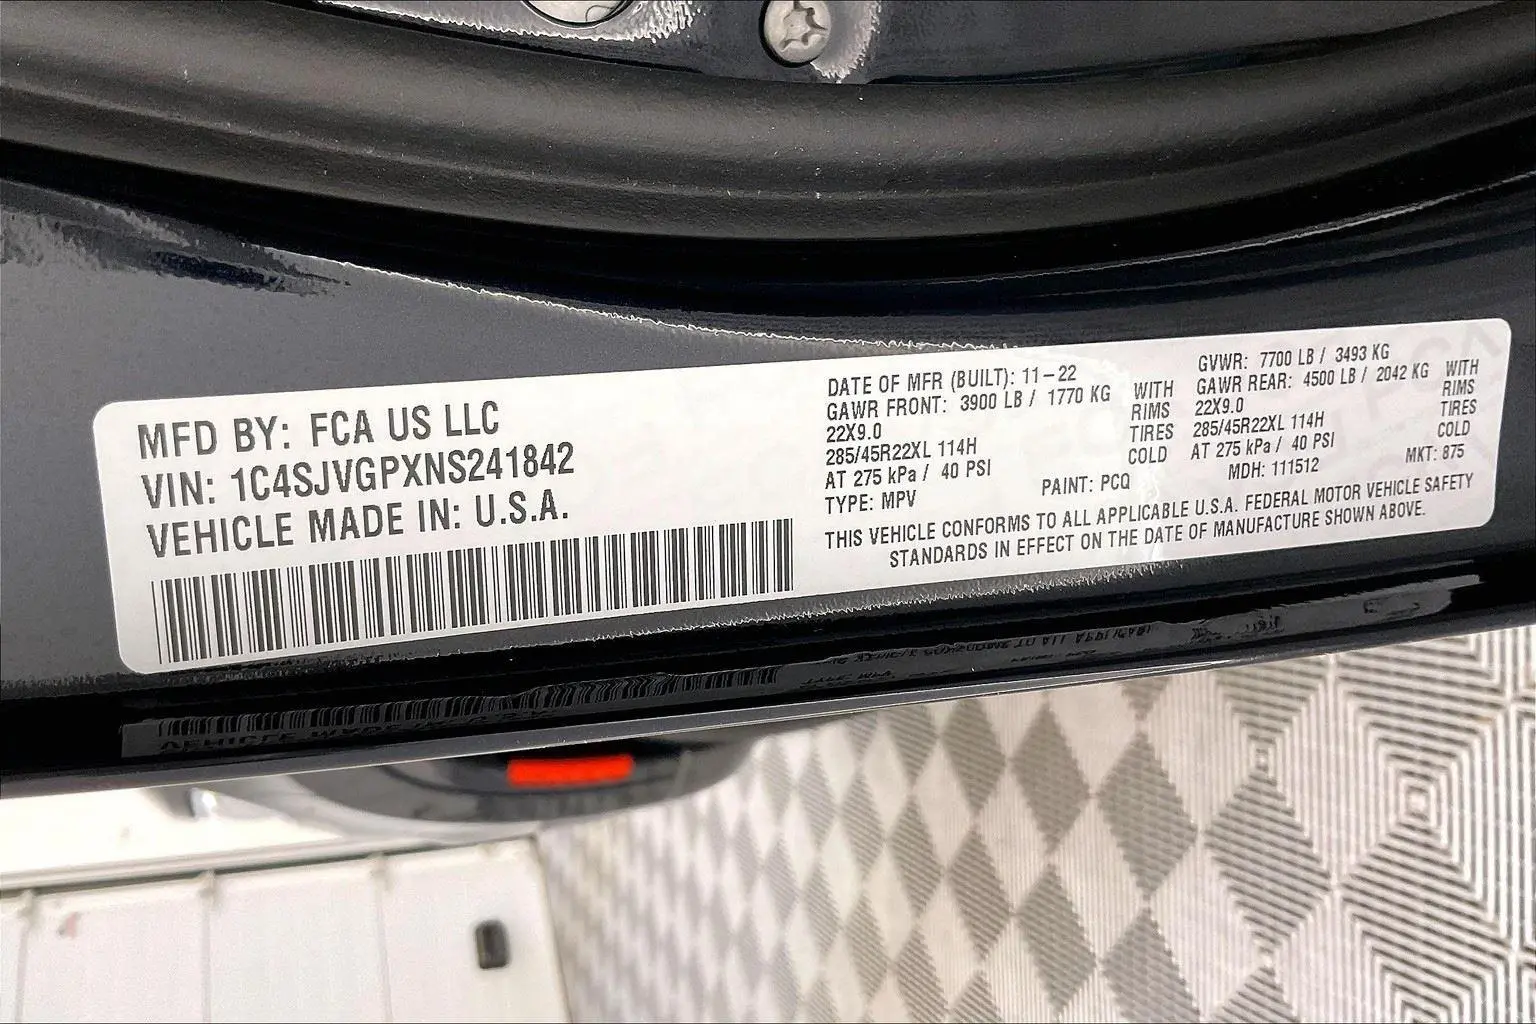 MFD BY: FCA US LLC
VIN: 1C4SJVGPXNS241842
VEHICLE MADE IN: U.S.A.
DATE OF MFR (BUILT): 11-22
GAWR FRONT: 3900 LB / 1770 KG WITH
22X9.0 RIMS
285/45R22XL 114H TIRES
AT 275 kPa / 40 PSI COLD
TYPE: MPV PAINT: PCQ
GVWR: 7700 LB / 3493 KG
GAWR REAR: 4500 LB / 2042 KG WITH
22X9.0 RIMS
285/45R22XL 114H TIRES
AT 275 kPa / 40 PSI COLD
MDH: 111512 MKT: 875
THIS VEHICLE CONFORMS TO ALL APPLICABLE U.S.A. FEDERAL MOTOR VEHICLE SAFETY
STANDARDS IN EFFECT ON THE DATE OF MANUFACTURE SHOWN ABOVE.